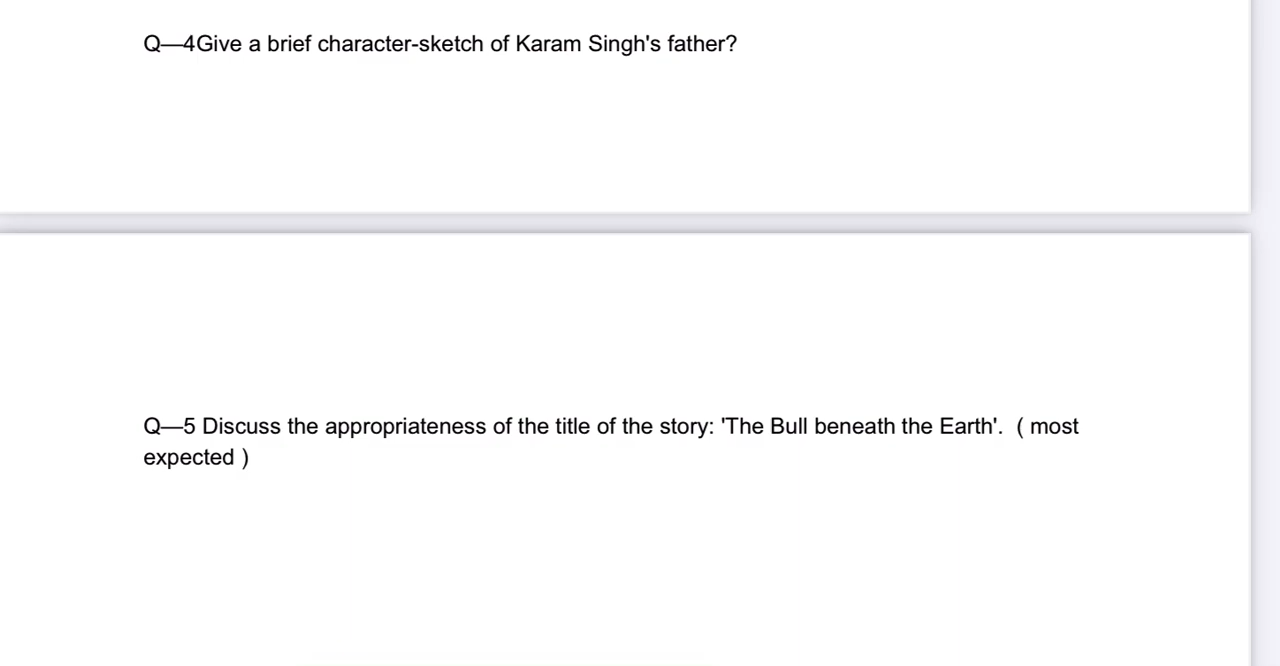 Q—4Give a brief character-sketch of Karam Singh's father?
Q—5 Discuss the appropriateness of the title of the story: 'The Bull beneath the Earth'.  ( most
expected )